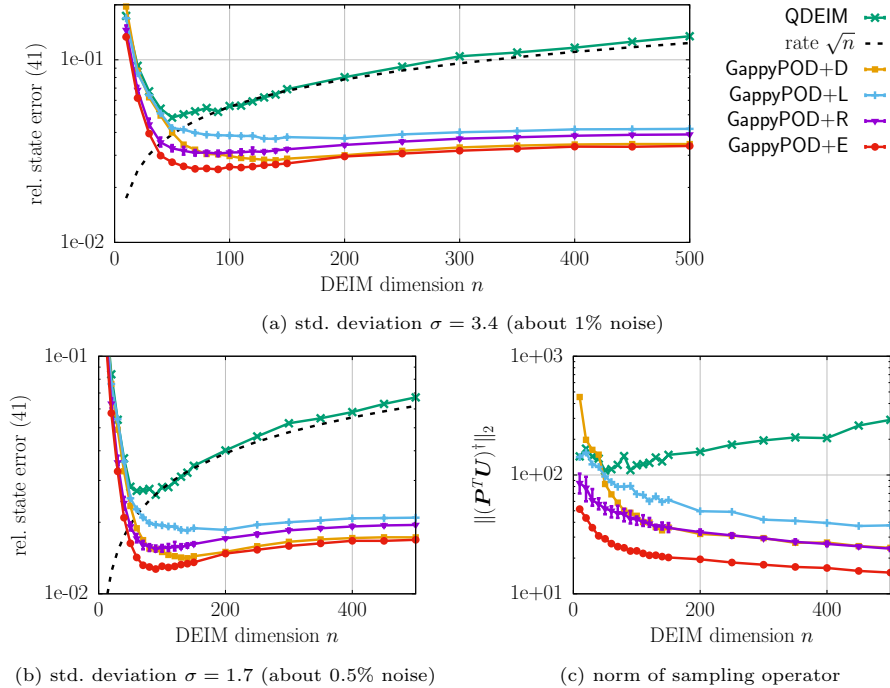 rel. state error (41)
1e-01
1e-02
0 100 200 300 400 500
DEIM dimension n
QDEIM
rate √n
GappyPOD+D
GappyPOD+L
GappyPOD+R
GappyPOD+E
(a) std. deviation σ = 3.4 (about 1% noise)
rel. state error (41)
1e-01
1e-02
0 200 400
DEIM dimension n
(b) std. deviation σ = 1.7 (about 0.5% noise)
‖(P^T U)^†‖_2
1e+03
1e+02
1e+01
0 200 400
DEIM dimension n
(c) norm of sampling operator